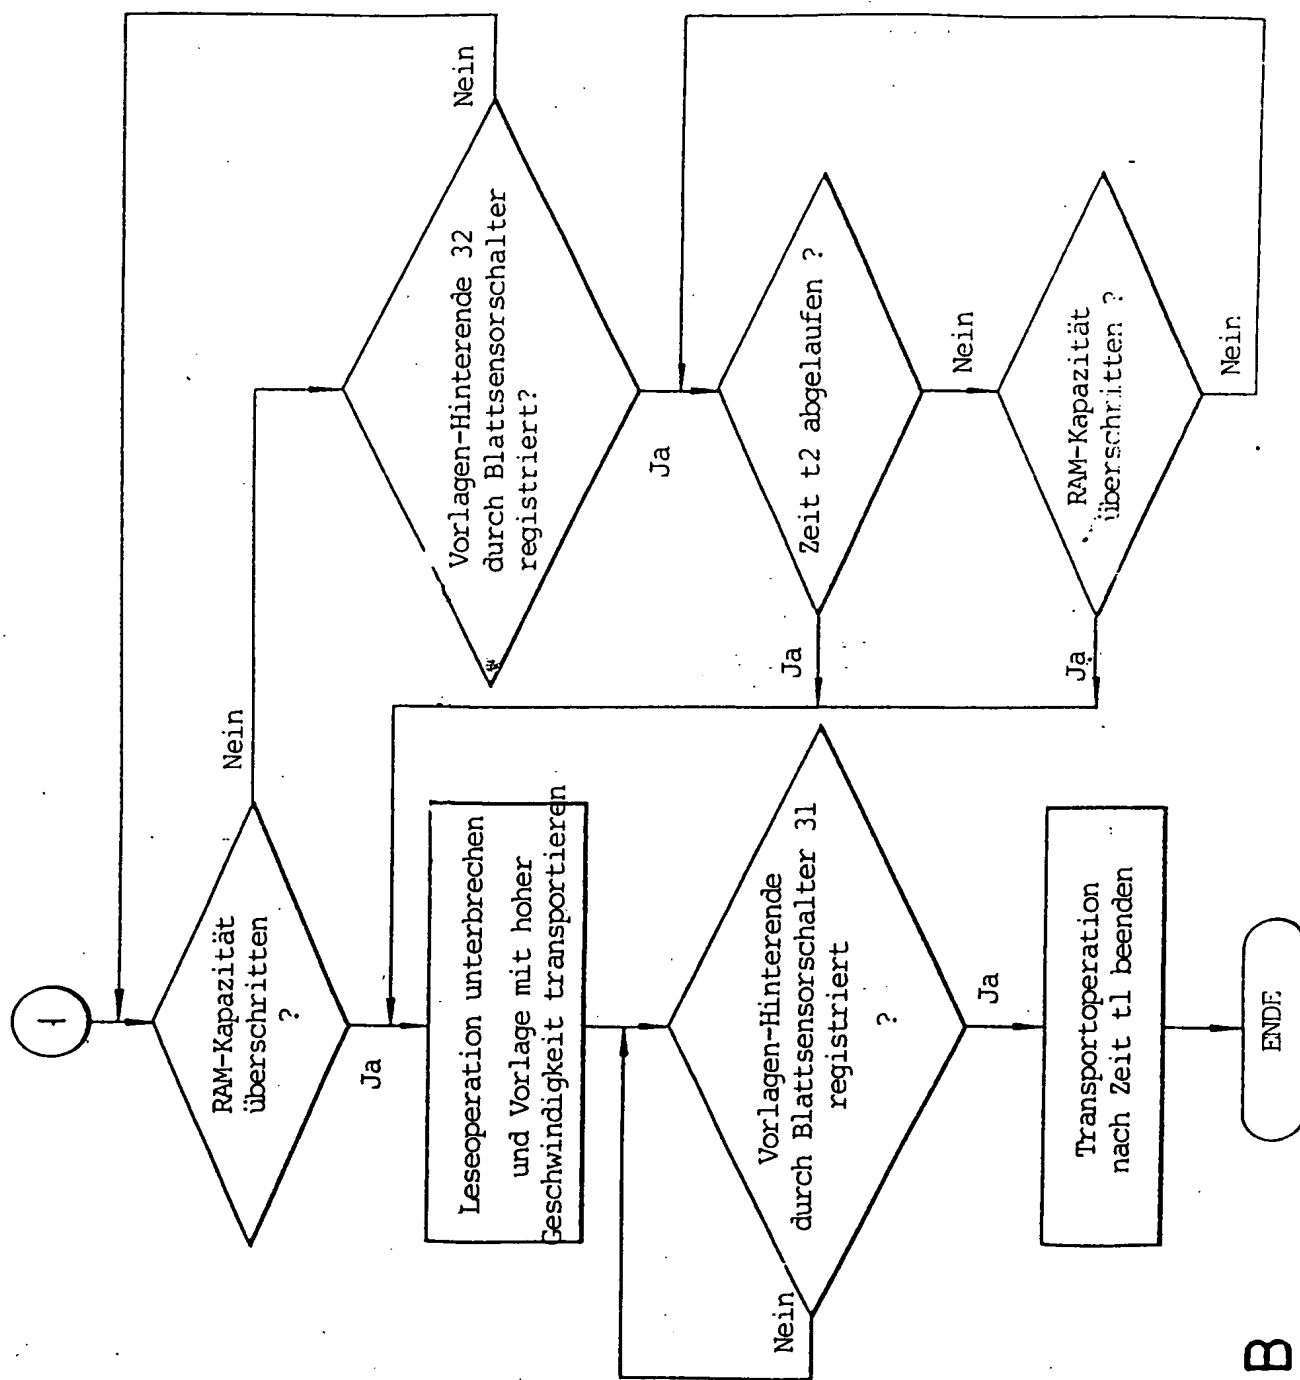 1
RAM-Kapazität
überschritten
?
Nein
Ja
Vorlagen-Hinterende 32
durch Blattsensorschalter
registriert?
Nein
Ja
Leseoperation unterbrechen
und Vorlage mit hoher
Geschwindigkeit transportieren
Zeit t2 abgelaufen ?
Ja
Nein
RAM-Kapazität
überschritten ?
Ja
Nein
Vorlagen-Hinterende
durch Blattsensorschalter 31
registriert
?
Nein
Ja
Transportoperation
nach Zeit t1 beenden
ENDE
B